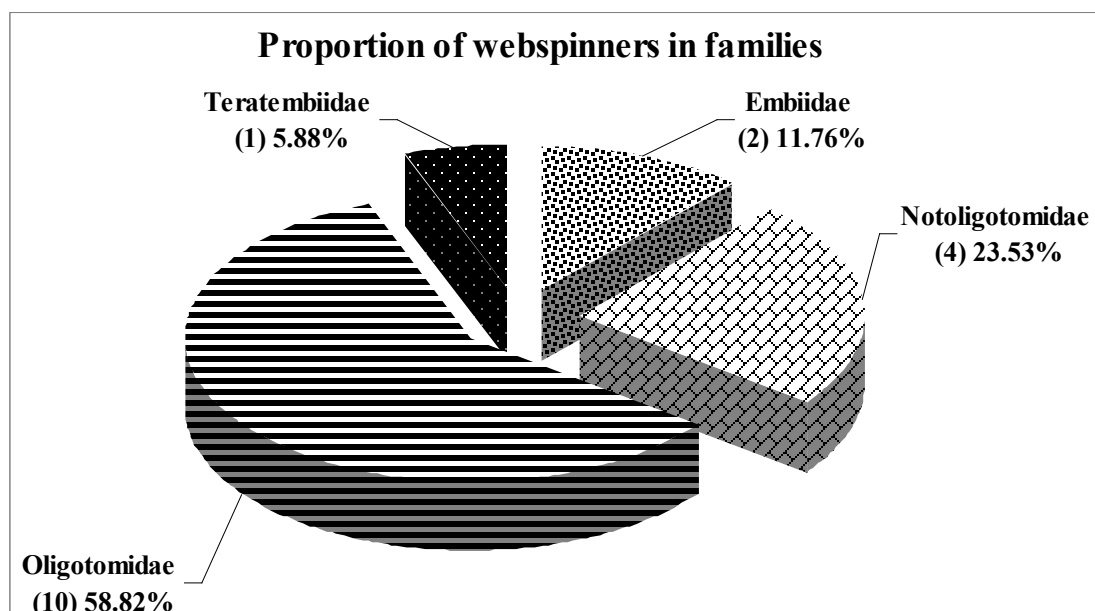 Proportion of webspinners in families
Teratembiidae
(1) 5.88%
Embiidae
(2) 11.76%
Notoligotomidae
(4) 23.53%
Oligotomidae
(10) 58.82%